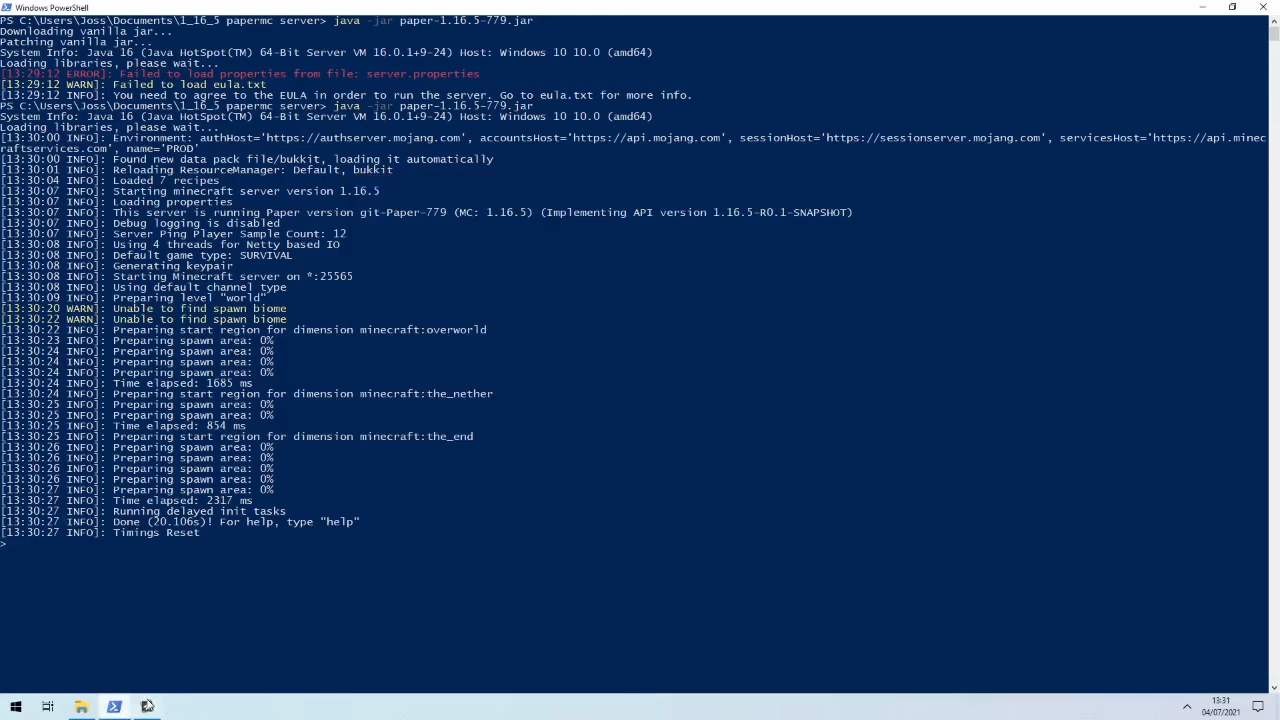 Windows PowerShell
PS C:\Users\Joss\Documents\1_16_5 papermc server> java -jar paper-1.16.5-779.jar
Downloading vanilla jar...
Patching vanilla jar...
System Info: Java 16 (Java HotSpot(TM) 64-Bit Server VM 16.0.1+9-24) Host: Windows 10 10.0 (amd64)
Loading libraries, please wait...
[13:29:12 ERROR]: Failed to load properties from file: server.properties
[13:29:12 WARN]: Failed to load eula.txt
[13:29:12 INFO]: You need to agree to the EULA in order to run the server. Go to eula.txt for more info.
PS C:\Users\Joss\Documents\1_16_5 papermc server> java -jar paper-1.16.5-779.jar
System Info: Java 16 (Java HotSpot(TM) 64-Bit Server VM 16.0.1+9-24) Host: Windows 10 10.0 (amd64)
Loading libraries, please wait...
[13:30:00 INFO]: Environment: authHost='https://authserver.mojang.com', accountsHost='https://api.mojang.com', sessionHost='https://sessionserver.mojang.com', servicesHost='https://api.minec
raftservices.com', name='PROD'
[13:30:00 INFO]: Found new data pack file/bukkit, loading it automatically
[13:30:01 INFO]: Reloading ResourceManager: Default, bukkit
[13:30:04 INFO]: Loaded 7 recipes
[13:30:07 INFO]: Starting minecraft server version 1.16.5
[13:30:07 INFO]: Loading properties
[13:30:07 INFO]: This server is running Paper version git-Paper-779 (MC: 1.16.5) (Implementing API version 1.16.5-R0.1-SNAPSHOT)
[13:30:07 INFO]: Debug logging is disabled
[13:30:07 INFO]: Server Ping Player Sample Count: 12
[13:30:08 INFO]: Using 4 threads for Netty based IO
[13:30:08 INFO]: Default game type: SURVIVAL
[13:30:08 INFO]: Generating keypair
[13:30:08 INFO]: Starting Minecraft server on *:25565
[13:30:08 INFO]: Using default channel type
[13:30:09 INFO]: Preparing level "world"
[13:30:20 WARN]: Unable to find spawn biome
[13:30:22 WARN]: Unable to find spawn biome
[13:30:22 INFO]: Preparing start region for dimension minecraft:overworld
[13:30:23 INFO]: Preparing spawn area: 0%
[13:30:24 INFO]: Preparing spawn area: 0%
[13:30:24 INFO]: Preparing spawn area: 0%
[13:30:24 INFO]: Preparing spawn area: 0%
[13:30:24 INFO]: Time elapsed: 1685 ms
[13:30:24 INFO]: Preparing start region for dimension minecraft:the_nether
[13:30:25 INFO]: Preparing spawn area: 0%
[13:30:25 INFO]: Preparing spawn area: 0%
[13:30:25 INFO]: Time elapsed: 854 ms
[13:30:25 INFO]: Preparing start region for dimension minecraft:the_end
[13:30:26 INFO]: Preparing spawn area: 0%
[13:30:26 INFO]: Preparing spawn area: 0%
[13:30:26 INFO]: Preparing spawn area: 0%
[13:30:26 INFO]: Preparing spawn area: 0%
[13:30:27 INFO]: Preparing spawn area: 0%
[13:30:27 INFO]: Time elapsed: 2317 ms
[13:30:27 INFO]: Running delayed init tasks
[13:30:27 INFO]: Done (20.106s)! For help, type "help"
[13:30:27 INFO]: Timings Reset
>
13:31
04/07/2021